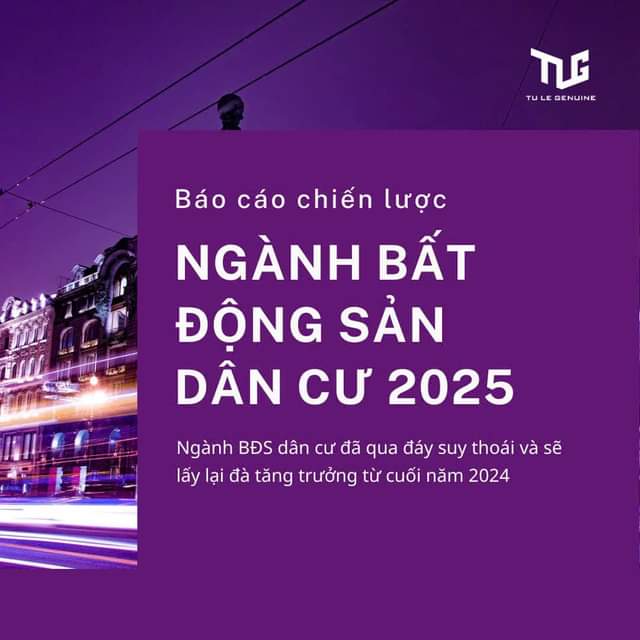 TLG
TU LE GENUINE
Báo cáo chiến lược
NGÀNH BẤT
ĐỘNG SẢN
DÂN CƯ 2025
Ngành BĐS dân cư đã qua đáy suy thoái và sẽ
lấy lại đà tăng trưởng từ cuối năm 2024